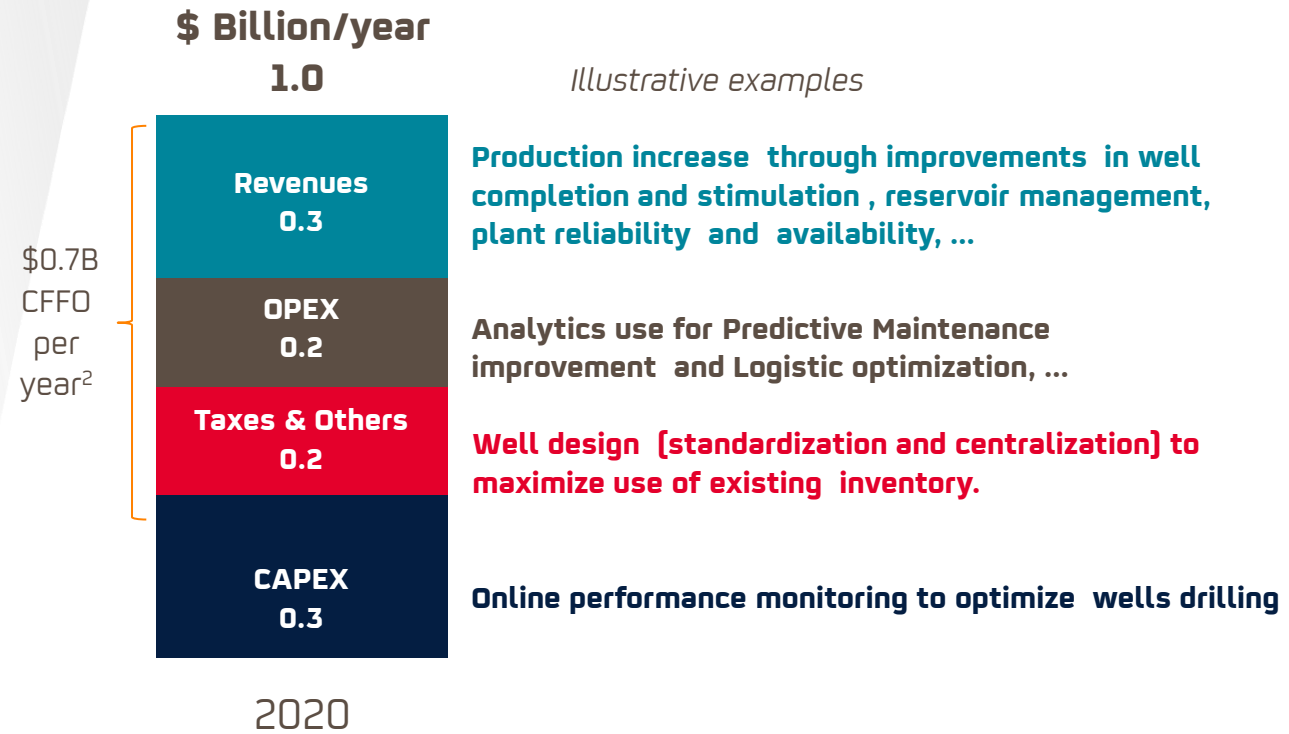 $ Billion/year
1.0
Illustrative examples
Revenues
0.3
Production increase through improvements in well
completion and stimulation , reservoir management,
plant reliability and availability, ...
$0.7B
CFFO
per
year²
OPEX
0.2
Analytics use for Predictive Maintenance
improvement and Logistic optimization, ...
Taxes & Others
0.2
Well design (standardization and centralization) to
maximize use of existing inventory.
CAPEX
0.3
Online performance monitoring to optimize wells drilling
2020